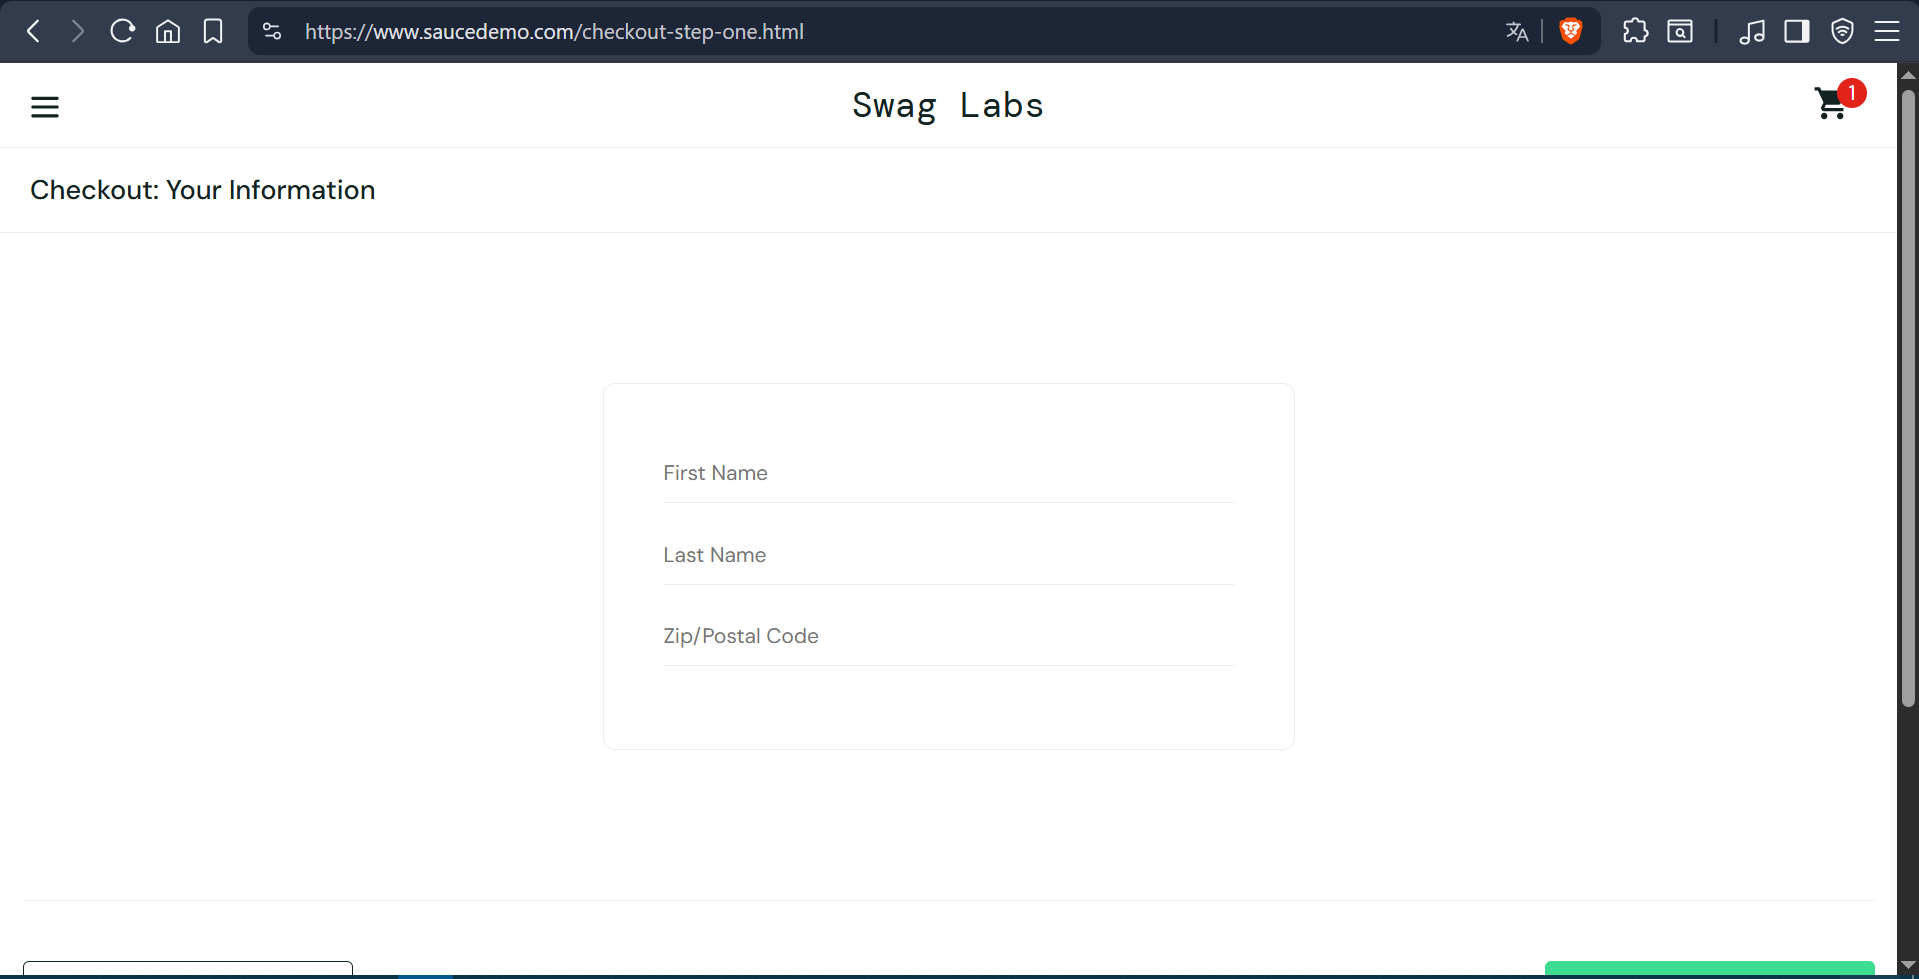 https://www.saucedemo.com/checkout-step-one.html
Swag Labs
1
Checkout: Your Information
First Name
Last Name
Zip/Postal Code